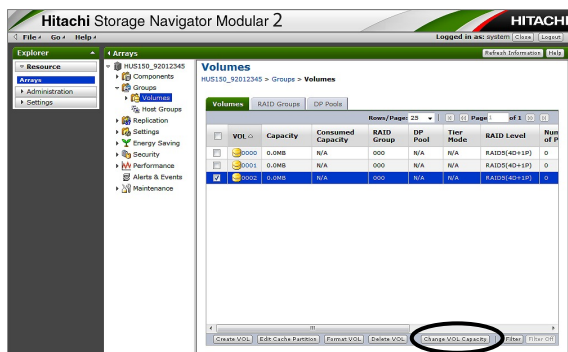 Hitachi Storage Navigator Modular 2
HITACHI
File Go Help
Logged in as: system Close Logout
Explorer
Arrays
Refresh Information Help
Resource
Arrays
Administration
Settings
HUS150_92012345
Components
Groups
Volumes
Host Groups
Replication
Settings
Energy Saving
Security
Performance
Alerts & Events
Maintenance
Volumes
HUS150_92012345 > Groups > Volumes
Volumes RAID Groups DP Pools
Rows/Page: 25 Page 1 of 1
VOL Capacity Consumed Capacity RAID Group DP Pool Tier Mode RAID Level Num of P
0000 0.0MB N/A 000 N/A N/A RAID5(4D+1P) 0
0001 0.0MB N/A 000 N/A N/A RAID5(4D+1P) 0
0002 0.0MB N/A 000 N/A N/A RAID5(4D+1P) 0
Create VOL Edit Cache Partition Format VOL Delete VOL Change VOL Capacity Filter Filter Off